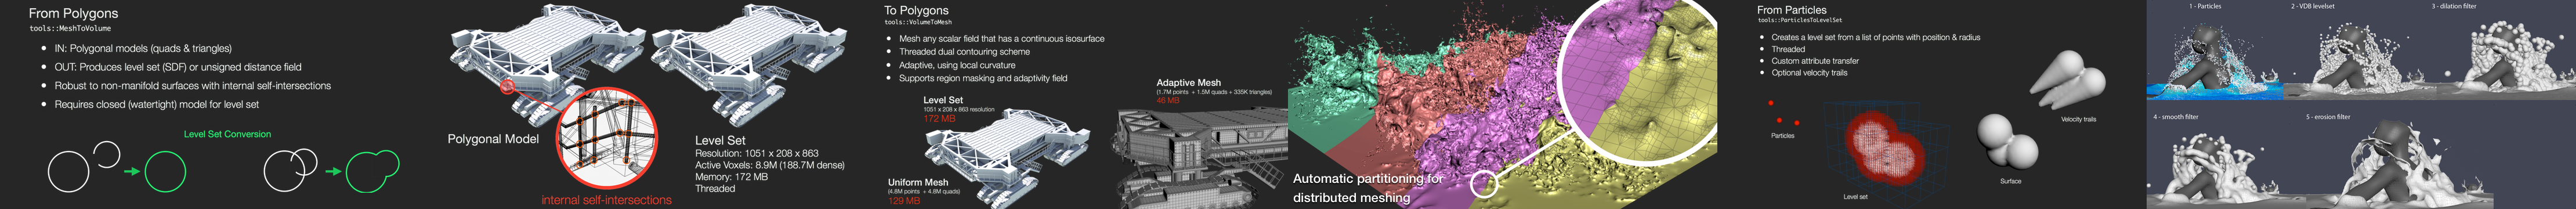 From Polygons
tools::MeshToVolume
IN: Polygonal models (quads & triangles)
OUT: Produces level set (SDF) or unsigned distance field
Robust to non-manifold surfaces with internal self-intersections
Requires closed (watertight) model for level set
Level Set Conversion
Polygonal Model
internal self-intersections
Level Set
Resolution: 1051 x 208 x 863
Active Voxels: 8.9M (188.7M dense)
Memory: 172 MB
Threaded
To Polygons
tools::VolumeToMesh
Mesh any scalar field that has a continuous isosurface
Threaded dual contouring scheme
Adaptive, using local curvature
Supports region masking and adaptivity field
Level Set
1051 x 208 x 863 resolution
172 MB
Adaptive Mesh
(1.7M points + 1.5M quads + 335K triangles)
46 MB
Uniform Mesh
(4.8M points + 4.8M quads)
129 MB
Automatic partitioning for
distributed meshing
From Particles
tools::ParticlesToLevelSet
Creates a level set from a list of points with position & radius
Threaded
Custom attribute transfer
Optional velocity trails
Particles
Level set
Surface
Velocity trails
1 - Particles
2 - VDB levelset
3 - dilation filter
4 - smooth filter
5 - erosion filter